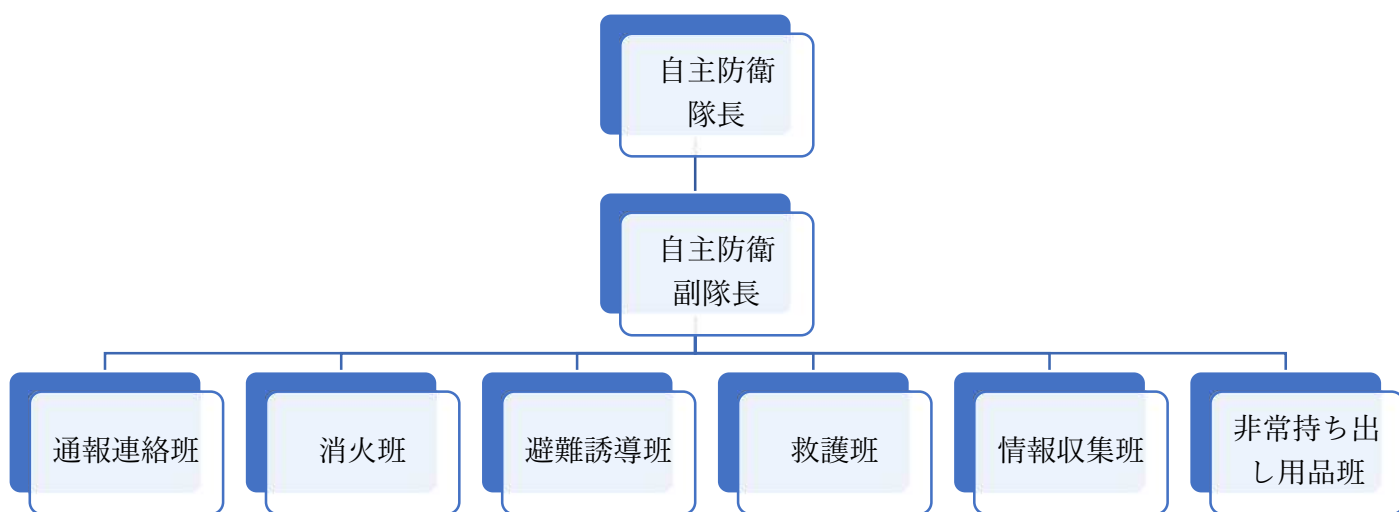 自主防衛
隊長
自主防衛
副隊長
通報連絡班
消火班
避難誘導班
救護班
情報収集班
非常持ち出
し用品班